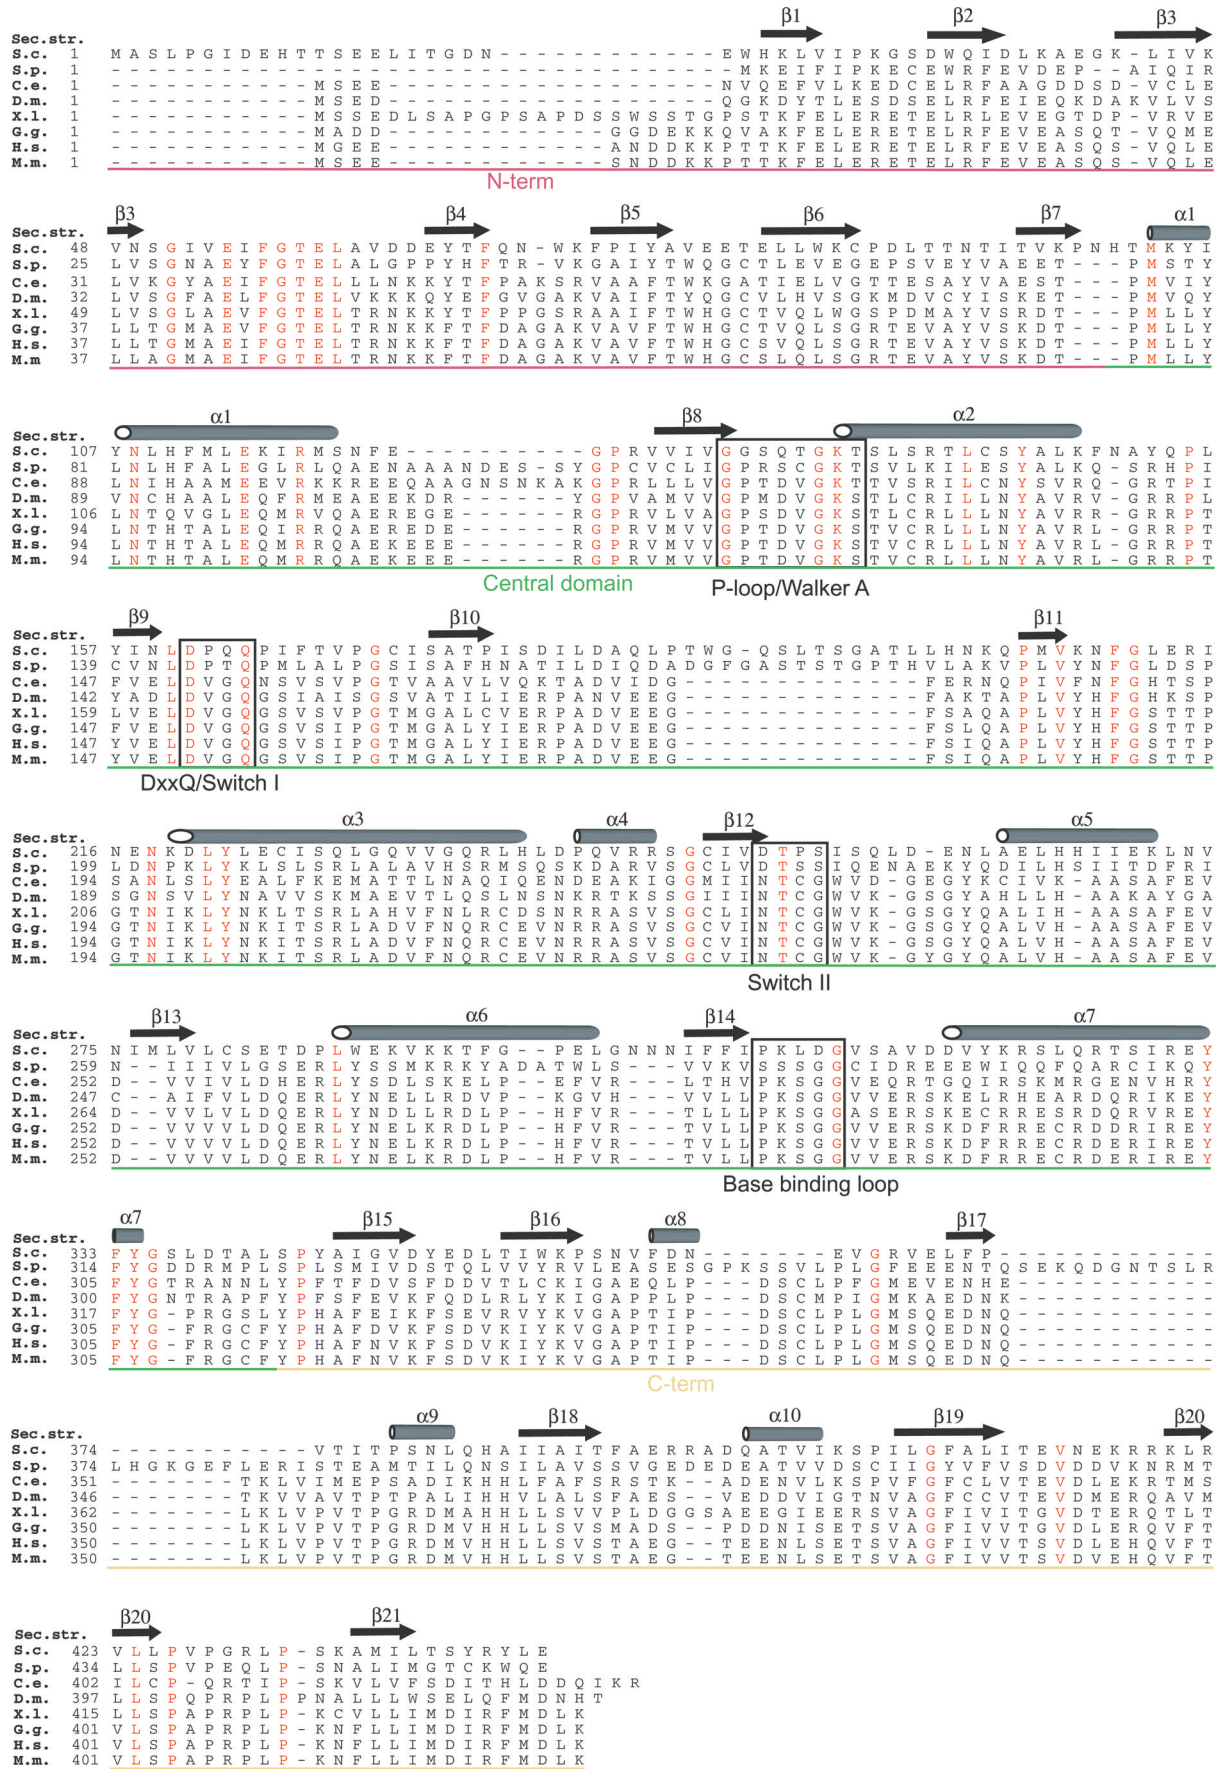 β1 β2 β3
Sec.str.
S.c. 1 M A S L P G I D E H T T S E E L I T G D N - - - - - - - - - - - - - - E W H K L V I P K G S D W Q I D L K A E G K - L I V K
S.p. 1 - - - - - - - - - - - - - - - - - - - - - - - - - - - - - - - - - - - M K E I F I P K E C E W R F E V D E P - - A I Q I R
C.e. 1 - - - - - - - - - - - M S E E - - - - - - - - - - - - - - - - - - N V Q E F V L K E D C E L R F A A G D D S D - V C L E
D.m. 1 - - - - - - - - - - - M S E D - - - - - - - - - - - - - - - - - - Q G K D Y T L E S D S E L R F E I E Q K D A K V L V S
X.l. 1 - - - - - - - - - - - M S S E D L S A P G P S A P D S S W S S T G P S T K F E L E R E T E L R L E V E G T D P - V R V E
G.g. 1 - - - - - - - - - - - M A D D - - - - - - - - - - - - G G D E K K Q V A K F E L E R E T E L R F E V E A S Q T - V Q M E
H.s. 1 - - - - - - - - - - - M G E E - - - - - - - - - - - - A N D D K K P T T K F E L E R E T E L R F E V E A S Q S - V Q L E
M.m. 1 - - - - - - - - - - - M S E E - - - - - - - - - - - - S N D D K K P T T K F E L E R E T E L R F E V E A S Q S - V Q L E
N-term
β3 β4 β5 β6 β7 α1
Sec.str.
S.c. 48 V N S G I V E I F G T E L A V D D E Y T F Q N - W K F P I Y A V E E T E L L W K C P D L T T N T I T V K P N H T M K Y I
S.p. 25 L V S G N A E Y F G T E L A L G P P Y H F T R - V K G A I Y T W Q G C T L E V E G E P S V E Y V A E E T - - - P M S T Y
C.e. 31 L V K G Y A E I F G T E L L L N K K Y T F P A K S R V A A F T W K G A T I E L V G T T E S A Y V A E S T - - - P M V I Y
D.m. 32 L V S G F A E L F G T E L V K K K Q Y E F G V G A K V A I F T Y Q G C V L H V S G K M D V C Y I S K E T - - - P M V Q Y
X.l. 49 L V S G L A E V F G T E L T R N K K Y T F P P G S R A A I F T W H G C T V Q L W G S P D M A Y V S R D T - - - P M L L Y
G.g. 37 L L T G M A E V F G T E L T R N K K F T F D A G A K V A V F T W H G C T V Q L S G R T E V A Y V S K D T - - - P M L L Y
H.s. 37 L L T G M A E I F G T E L T R N K K F T F D A G A K V A V F T W H G C S V Q L S G R T E V A Y V S K D T - - - P M L L Y
M.m 37 L L A G M A E I F G T E L T R N K K F T F D A G A K V A V F T W H G C S L Q L S G R T E V A Y V S K D T - - - P M L L Y
α1 β8 α2
Sec.str.
S.c. 107 Y N L H F M L E K I R M S N F E - - - - - - - - - - G P R V V I V G G S Q T G K T S L S R T L C S Y A L K F N A Y Q P L
S.p. 81 L N L H F A L E G L R L Q A E N A A A N D E S - S Y G P C V C L I G P R S C G K T S V L K I L E S Y A L K Q - S R H P I
C.e. 88 L N I H A A M E E V R K K R E E Q A A G N S N K A K G P R L L L V G P T D V G K T T V S R I L C N Y S V R Q - G R T P I
D.m. 89 V N C H A A L E Q F R M E A E E K D R - - - - - - Y G P V A M V V G P M D V G K S T L C R I L L N Y A V R V - G R R P L
X.l. 106 L N T Q V G L E Q M R V Q A E R E G E - - - - - - R G P R V L V A G P S D V G K S T L C R L L L N Y A V R R - G R R P T
G.g. 94 L N T H T A L E Q I R R Q A E R E D E - - - - - - R G P R V M V V G P T D V G K S T V C R L L L N Y A V R L - G R R P T
H.s. 94 L N T H T A L E Q M R R Q A E K E E E - - - - - - R G P R V M V V G P T D V G K S T V C R L L L N Y A V R L - G R R P T
M.m. 94 L N T H T A L E Q M R R Q A E K E E E - - - - - - R G P R V M V V G P T D V G K S T V C R L L L N Y A V R L - G R R P T
Central domain P-loop/Walker A
β9 β10 β11
Sec.str.
S.c. 157 Y I N L D P Q Q P I F T V P G C I S A T P I S D I L D A Q L P T W G - Q S L T S G A T L L H N K Q P M V K N F G L E R I
S.p. 139 C V N L D P T Q P M L A L P G S I S A F H N A T I L D I Q D A D G F G A S T S T G P T H V L A K V P L V Y H F G L D S P
C.e. 147 F V E L D V G Q N S V S V P G T V A A V L V Q K T A D V I D G - - - - - - - - - - - - - F E R N Q P I V F N F G H T S P
D.m. 142 Y A D L D V G Q G S I A I S G S V A T I L I E R P A N V E E G - - - - - - - - - - - - - F A K T A P L V Y H F G H K S P
X.l. 159 L V E L D V G Q G S V S V P G T M G A L C V E R P A D V E E G - - - - - - - - - - - - - F S A Q A P L V Y H F G S T T P
G.g. 147 F V E L D V G Q G S V S I P G T M G A L Y I E R P A D V E E G - - - - - - - - - - - - - F S L Q A P L V Y H F G S T T P
H.s. 147 Y V E L D V G Q G S V S I P G T M G A L Y I E R P A D V E E G - - - - - - - - - - - - - F S I Q A P L V Y H F G S T T P
M.m. 147 Y V E L D V G Q G S V S I P G T M G A L Y I E R P A D V E E G - - - - - - - - - - - - - F S I Q A P L V Y H F G S T T P
DxxQ/Switch I
α3 α4 β12 α5
Sec.str.
S.c. 216 N E N K D L Y L E C I S Q L G Q V V G Q R L H L D P Q V R R S G C I V D T P S I S Q L D - E N L A E L H H I I E K L N V
S.p. 199 L D N P K L Y K S L S I S R L A L A V H S R M S K S K D A R V S G C L V D T S S I Q E N A E K Y Q D I L H S I I T D F R I
C.e. 194 S A N L S L Y E A L F K E M A T T L N A Q I Q E N D E A K I G G M I I N T C G W V D - G E G Y K C I V K - A A S A F E V
D.m. 189 S G N S V L Y N A V V S K M A E V T L Q S L N S N K R T K S S G I I I N T C G W V K - G S G Y A H L L H - A A K A Y G A
X.l. 206 G T N I K L Y N K L T S R L A H V F N L R C D S N R R A S V S G C L I N T C G W V K - G S G Y Q A L I H - A A S A F E V
G.g. 194 G T N I K L Y N K I T S R L A D V F N Q R C E V N R R A S V S G C V I N T C G W V K - G S G Y Q A L V H - A A S A F E V
H.s. 194 G T N I K L Y N K I T S R L A D V F N Q R C E V N R R A S V S G C V I N T C G W V K - G S G Y Q A L V H - A A S A F E V
M.m. 194 G T N I K L Y N K I T S R L A D V F N Q R C E V N R R A S V S G C V I N T C G W V K - G Y G Y Q A L V H - A A S A F E V
Switch II
β13 α6 β14 α7
Sec.str.
S.c. 275 N I M L V L C S E T D P L W E K V K K T F G - - P E L G N N N I F F I P K L D G V S A V D D V Y K R S L Q R T S I R E Y
S.p. 259 N - - I I I V L G S E R L Y S S M K R K Y A D A T W L S - - - V V K V S S S G G C I D R E E E W I Q Q F Q A R C I K Q Y
C.e. 252 D - - V V I V L D H E R L Y S D L S K E L P - - E F V R - - - L T H V P K S G G V E Q R T G Q I R S K M R G E N V H R Y
D.m. 247 C - - A I F V L D Q E R L Y N E L L R D V P - - K G V H - - - V V L L P K S G G V V E R S K E L R H E A R D Q R I K E Y
X.l. 264 D - - V V L V L D Q E R L Y N D L L R D L P - - H F V R - - - T L L L P K S G G A S E R S K E C R R E S R D Q R V R E Y
G.g. 252 D - - V V V V L D Q E R L Y N E L K R D L P - - H F V R - - - T V L L P K S G G V V E R S K D F R R E C R D D R I R E Y
H.s. 252 D - - V V V V L D Q E R L Y N E L K R D L P - - H F V R - - - T V L L P K S G G V V E R S K D F R R E C R D E R I R E Y
M.m. 252 D - - V V V V L D Q E R L Y N E L K R D L P - - H F V R - - - T V L L P K S G G V V E R S K D F R R E C R D E R I R E Y
Base binding loop
α7 β15 β16 α8 β17
Sec.str.
S.c. 333 F Y G S L D T A L S P Y A I G V D Y E D L T I W K P S N V F D N - - - - - - - E V G R V E L F P - - - - - - - - - - - -
S.p. 314 F Y G D D R M P L S P L S M I V D S T Q L V V Y R V L E A S E S G P K S S V L P L G F E E E N T Q S E K Q D G N T S L R
C.e. 305 F Y G T R A N N L Y P F T F D V S F D D V T L C K I G A E Q L P - - - D S C L P F G M E V E N H E - - - - - - - - - - -
D.m. 300 F Y G N T R A P F Y P F S F E V K F Q D L R L Y K I G A P P L P - - - D S C M P I G M K A E D N K - - - - - - - - - - -
X.l. 317 F Y G - P R G S L Y P H A F E I K F S E V R V Y K V G A P T I P - - - D S C L P L G M S Q E D N Q - - - - - - - - - - -
G.g. 305 F Y G - F R G C F Y P H A F D V K F S D V K I Y K V G A P T I P - - - D S C L P L G M S Q E D N Q - - - - - - - - - - -
H.s. 305 F Y G - F R G C F Y P H A F N V K F S D V K I Y K V G A P T I P - - - D S C L P L G M S Q E D N Q - - - - - - - - - - -
M.m. 305 F Y G - F R G C F Y P H A F N V K F S D V K I Y K V G A P T I P - - - D S C L P L G M S Q E D N Q - - - - - - - - - - -
C-term
α9 β18 α10 β19 β20
Sec.str.
S.c. 374 - - - - - - - - - - - V T I T P S N L Q H A I I A I T F A E R R A D Q A T V I K S P I L G F A L I T E V N E K R R K L R
S.p. 374 L H G K G E F L E R I S T E A M T I L Q N S I L A V S S V G E D E D E A T V V D S C I I G Y V F V S D V D D V K N R M T
C.e. 351 - - - - - - - T K L V I M E P S A D I K H H L F A F S R S T K - - A D E N V L K S P V F G F C L V T E V D L E K R T M S
D.m. 346 - - - - - - - T K V V A V T P T P A L I H H V L A L S F A E S - - V E D D V I G T N V A G F C C V T E V D M E R Q A V M
X.l. 362 - - - - - - - L K L V P V T P G R D M V H H L L S V V P L D G G S A E E G I E E R S V A G F I V I T G V D T E R Q T L T
G.g. 350 - - - - - - - L K L V P V T P G R D M V H H L L S V S M A D S - - P D D N I S E T S V A G F I V V T G V D L E R Q V F T
H.s. 350 - - - - - - - L K L V P V T P G R D M V H H L L S V S T A E G - - T E E N L S E T S V A G F I V V T S V D L E H Q V F T
M.m. 350 - - - - - - - L K L V P V T P G R D M V H H L L S V S T A E G - - T E E N L S E T S V A G F I V V T S V D V E H Q V F T
β20 β21
Sec.str.
S.c. 423 V L L P V P G R L P - S K A M I L T S Y R Y L E
S.p. 434 L L S P V P E Q L P - S N A L I M G T C K W Q E
C.e. 402 I L C P - Q R T I P - S K V L V F S D I T H L D D Q I K R
D.m. 397 L L S P Q P R P L P P N A L L L W S E L Q F M D N H T
X.l. 415 L L S P A P R P L P - K C V L L I M D I R F M D L K
G.g. 401 V L S P A P R P L P - K N F L L I M D I R F M D L K
H.s. 401 V L S P A P R P L P - K N F L L I M D I R F M D L K
M.m. 401 V L S P A P R P L P - K N F L L I M D I R F M D L K